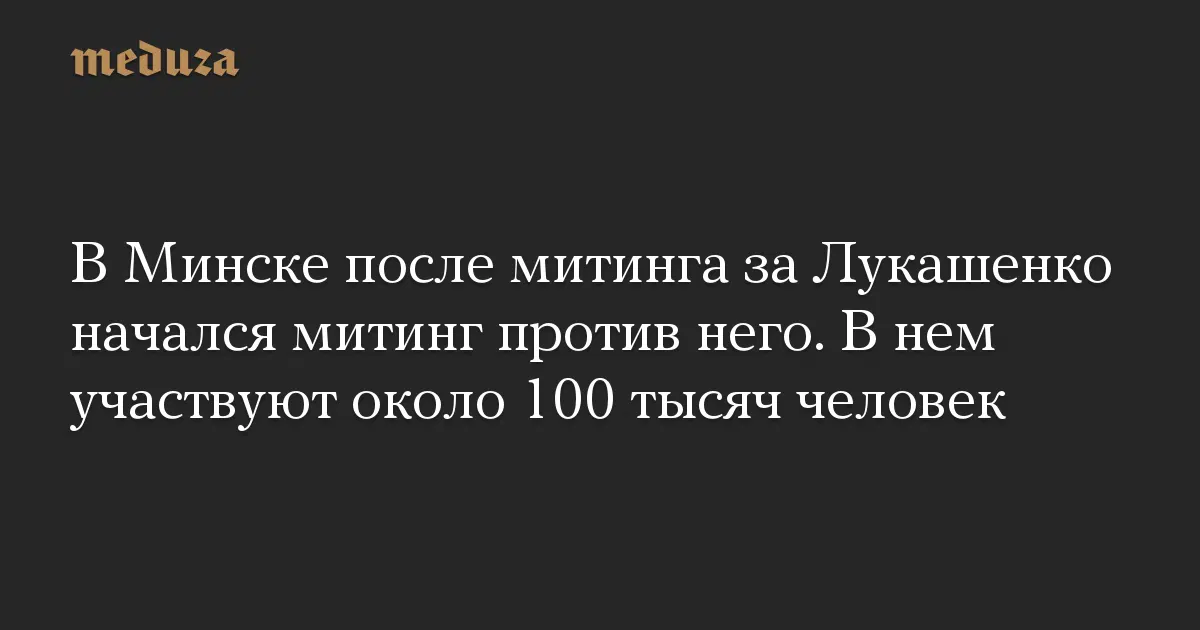 meduza
В Минске после митинга за Лукашенко
начался митинг против него. В нем
участвуют около 100 тысяч человек